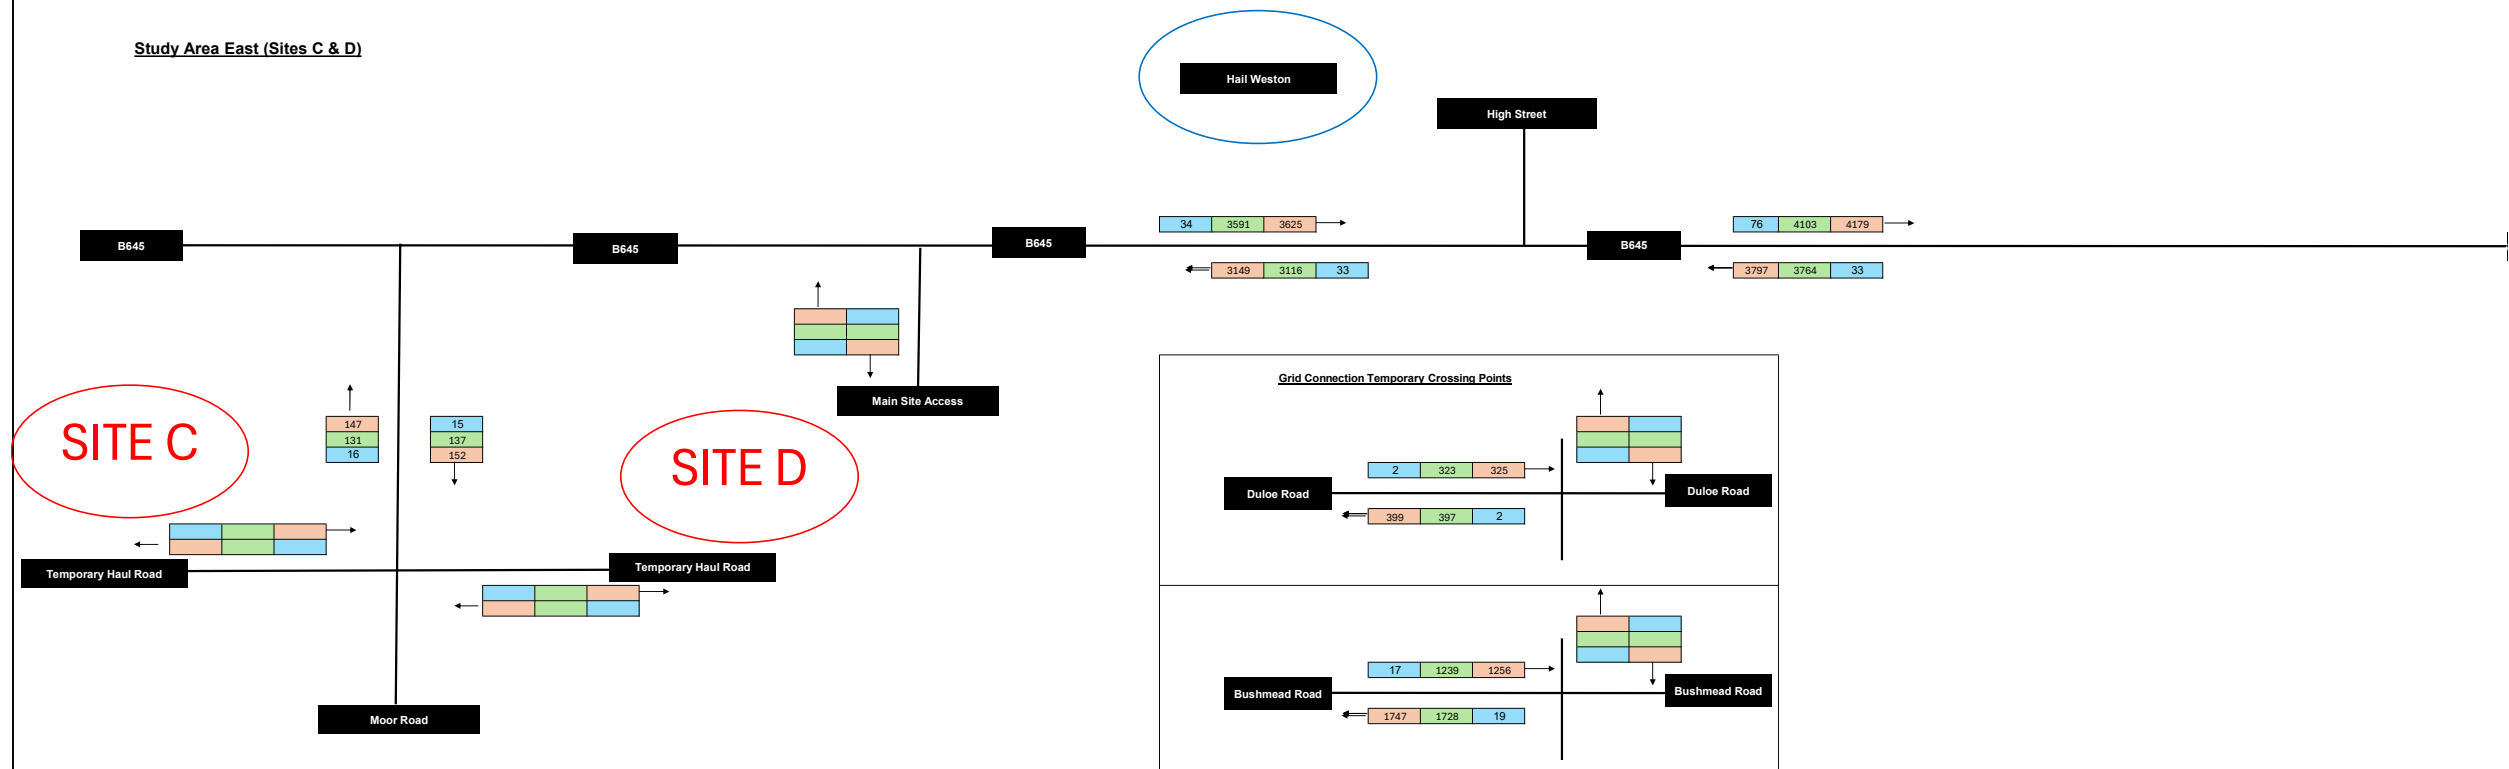 Study Area East (Sites C & D)
Hail Weston
High Street
34 3591 3625
76 4103 4179
B645
B645
B645
B645
3149 3116 33
3797 3764 33
Main Site Access
Grid Connection Temporary Crossing Points
SITE C
147
131
16
15
137
152
SITE D
2 323 325
Duloe Road
Duloe Road
399 397 2
Temporary Haul Road
Temporary Haul Road
17 1239 1256
Bushmead Road
Bushmead Road
1747 1728 19
Moor Road